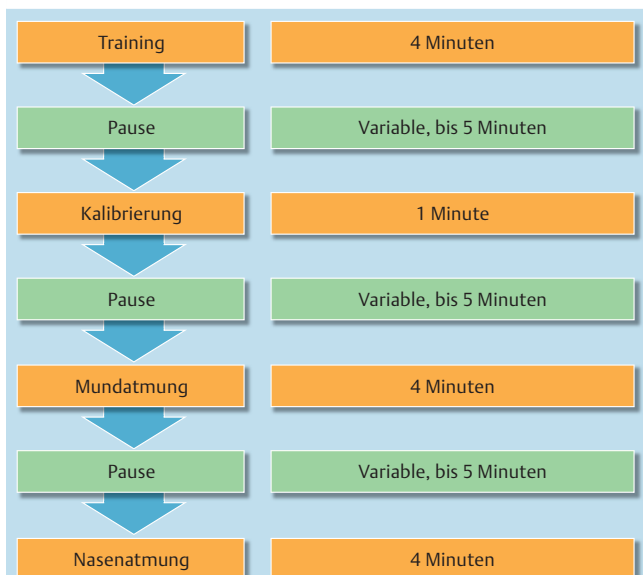 Training 4 Minuten
Pause Variable, bis 5 Minuten
Kalibrierung 1 Minute
Pause Variable, bis 5 Minuten
Mundatmung 4 Minuten
Pause Variable, bis 5 Minuten
Nasenatmung 4 Minuten